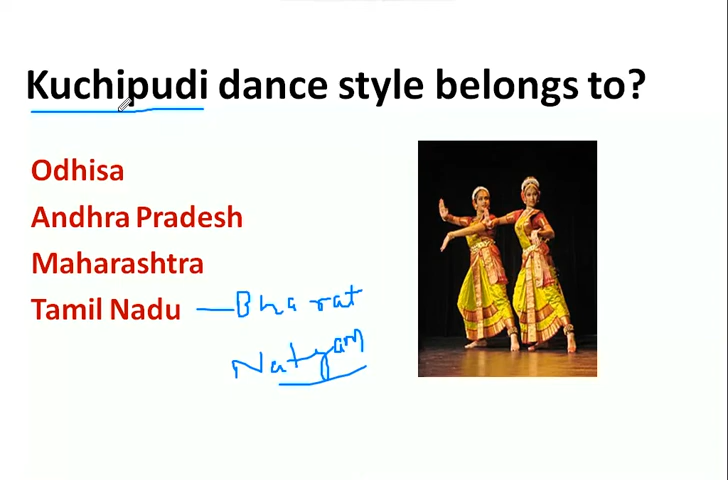 Kuchipudi dance style belongs to?
Odhisa
Andhra Pradesh
Maharashtra
Tamil Nadu — Bharat
Natyam